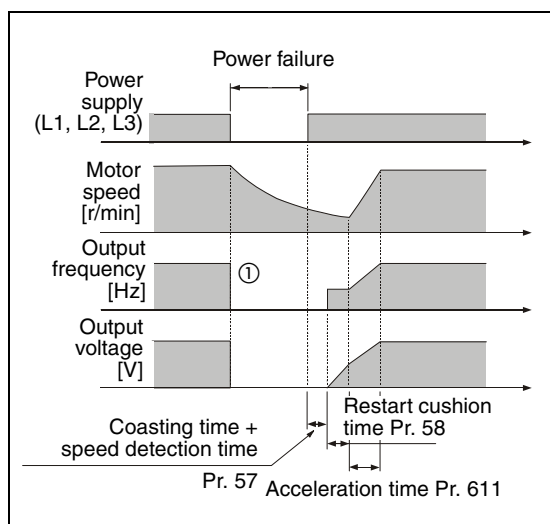 Power failure
Power
supply
(L1, L2, L3)
Motor
speed
[r/min]
Output
frequency
[Hz]
①
Output
voltage
[V]
Coasting time +
speed detection time
Pr. 57
Restart cushion
time Pr. 58
Acceleration time Pr. 611